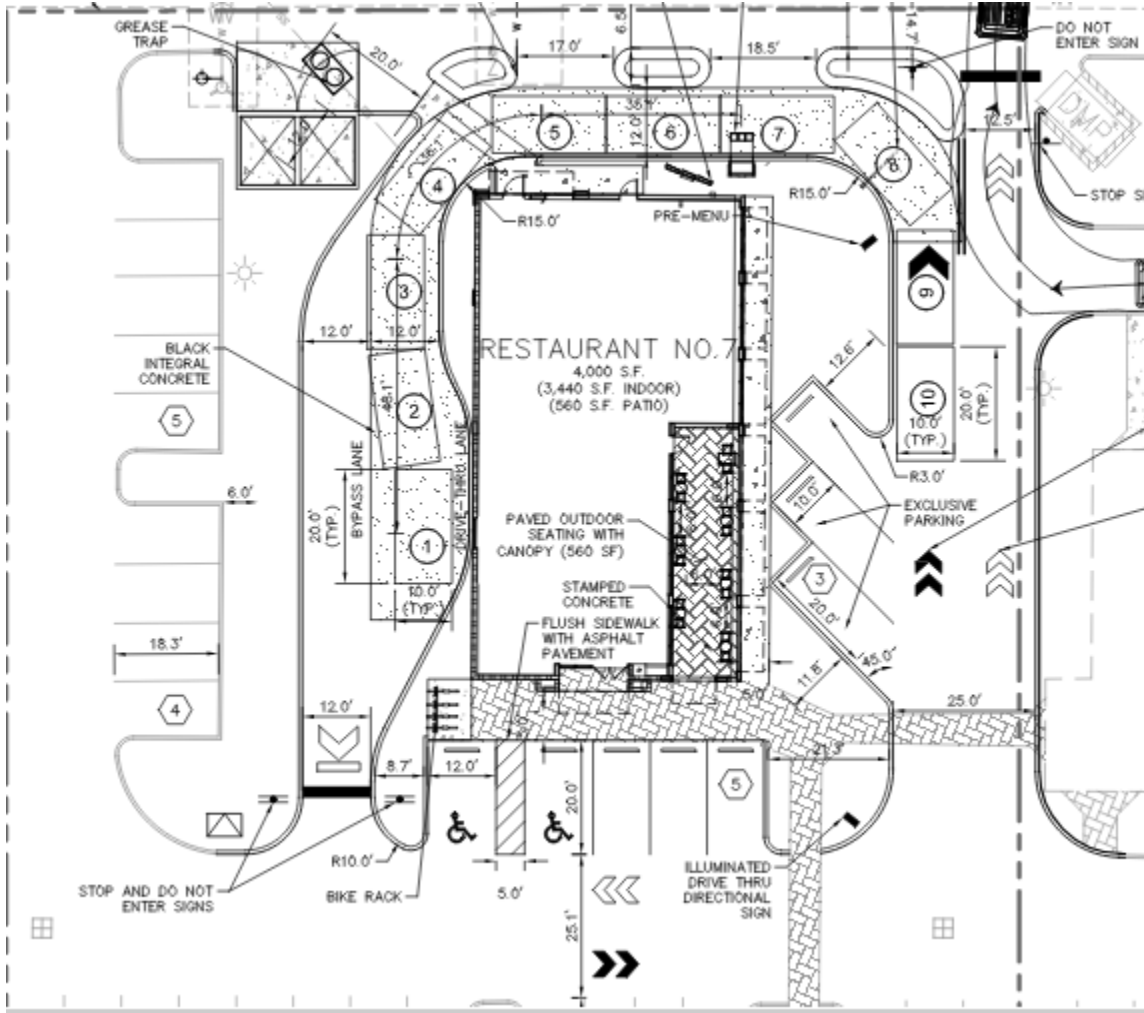 GREASE
TRAP
20.0'
W
17.0'
6.5'
18.5'
14.7'
DO NOT
ENTER SIGN
DMP
12.5'
STOP
5
6
7
8
12.0'
4
36.1'
R15.0'
R15.0'
PRE-MENU
3
9
12.0'
12.0'
BLACK
INTEGRAL
CONCRETE
RESTAURANT NO.7
4,000 S.F.
(3,440 S.F. INDOOR)
(560 S.F. PATIO)
12.6'
2
48.1'
10
10.0'
(TYP.)
20.0'
(TYP.)
5
6.0'
20.0'
(TYP.)
BYPASS LANE
DRIVE-THRU LANE
1
10.0'
(TYP.)
R3.0'
10.0'
EXCLUSIVE
PARKING
PAVED OUTDOOR
SEATING WITH
CANOPY (560 SF)
STAMPED
CONCRETE
FLUSH SIDEWALK
WITH ASPHALT
PAVEMENT
3
20.0'
45.0°
11.8'
18.3'
4
12.0'
5.0'
25.0'
8.7'
12.0'
20.0'
5
R10.0'
STOP AND DO NOT
ENTER SIGNS
BIKE RACK
5.0'
25.1'
ILLUMINATED
DRIVE THRU
DIRECTIONAL
SIGN